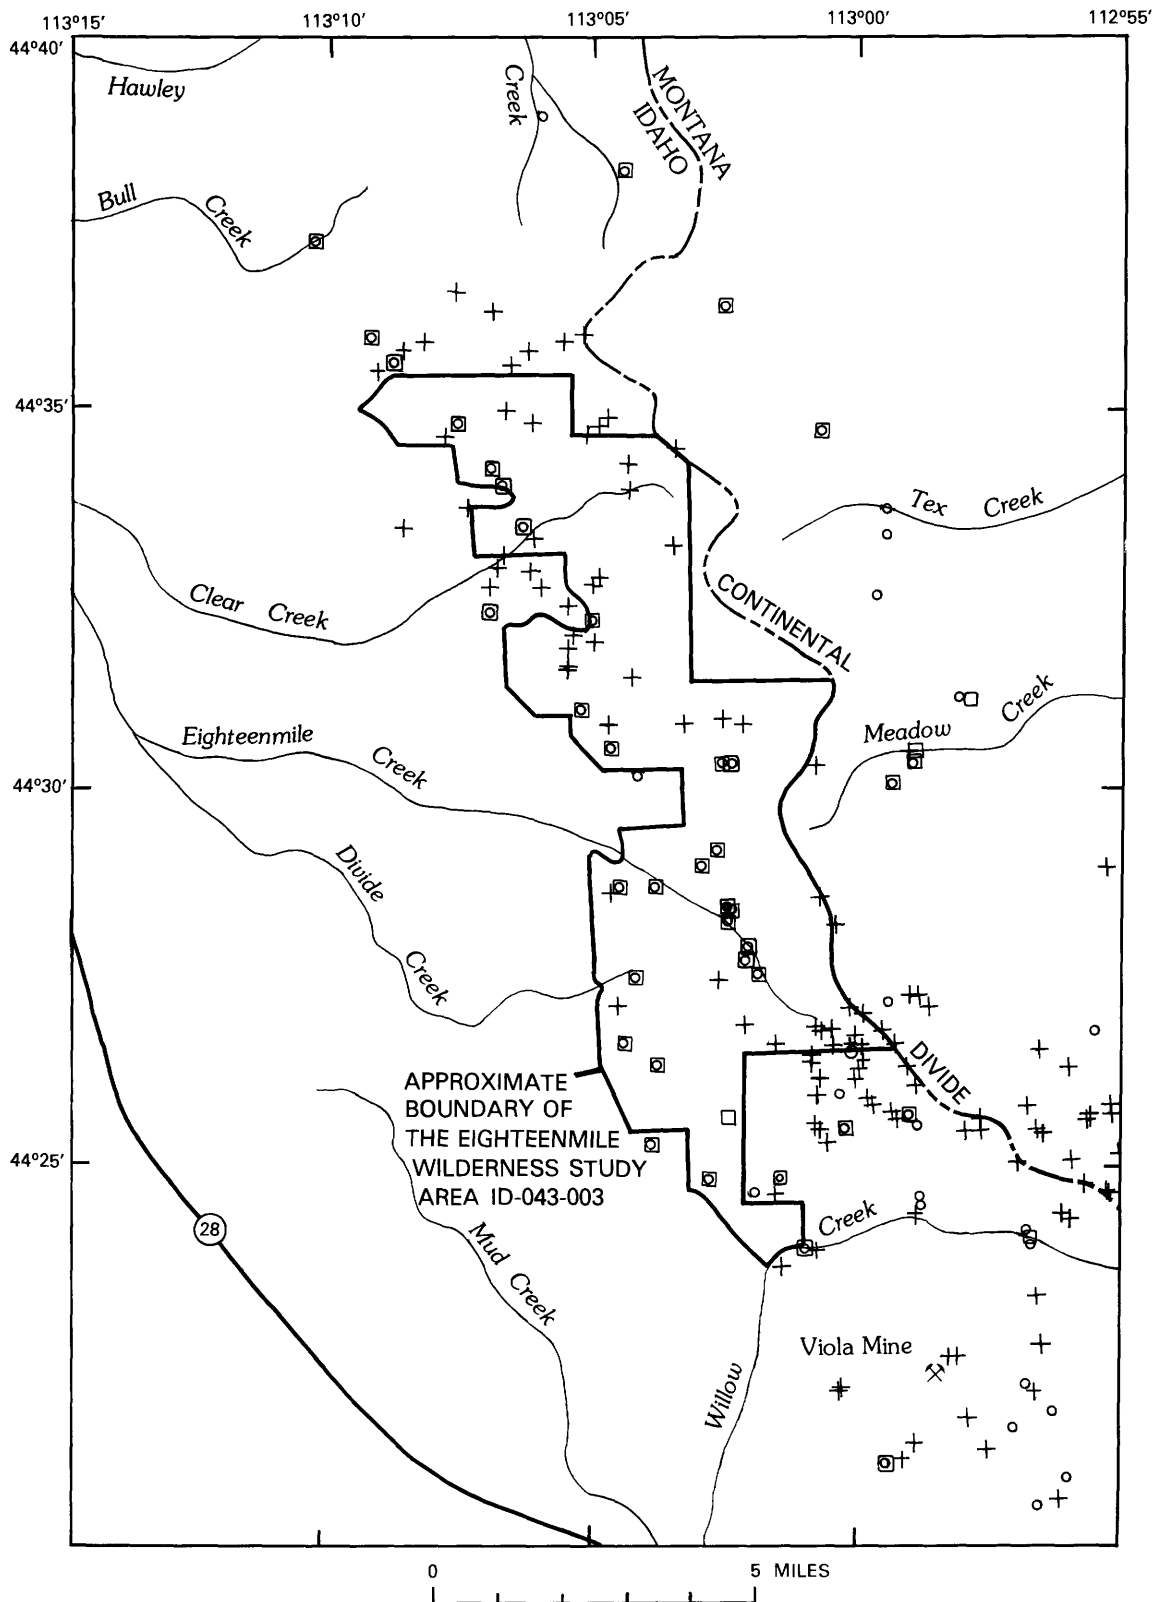 113°15′ 113°10′ 113°05′ 113°00′ 112°55′
44°40′
Hawley
Creek
MONTANA
IDAHO
Bull
Creek
44°35′
Tex Creek
Clear Creek
CONTINENTAL
Eighteenmile
Creek
Meadow
Creek
44°30′
Divide
Creek
DIVIDE
APPROXIMATE
BOUNDARY OF
THE EIGHTEENMILE
WILDERNESS STUDY
AREA ID-043-003
44°25′
28
Mud Creek
Creek
Willow
Viola Mine
0 5 MILES